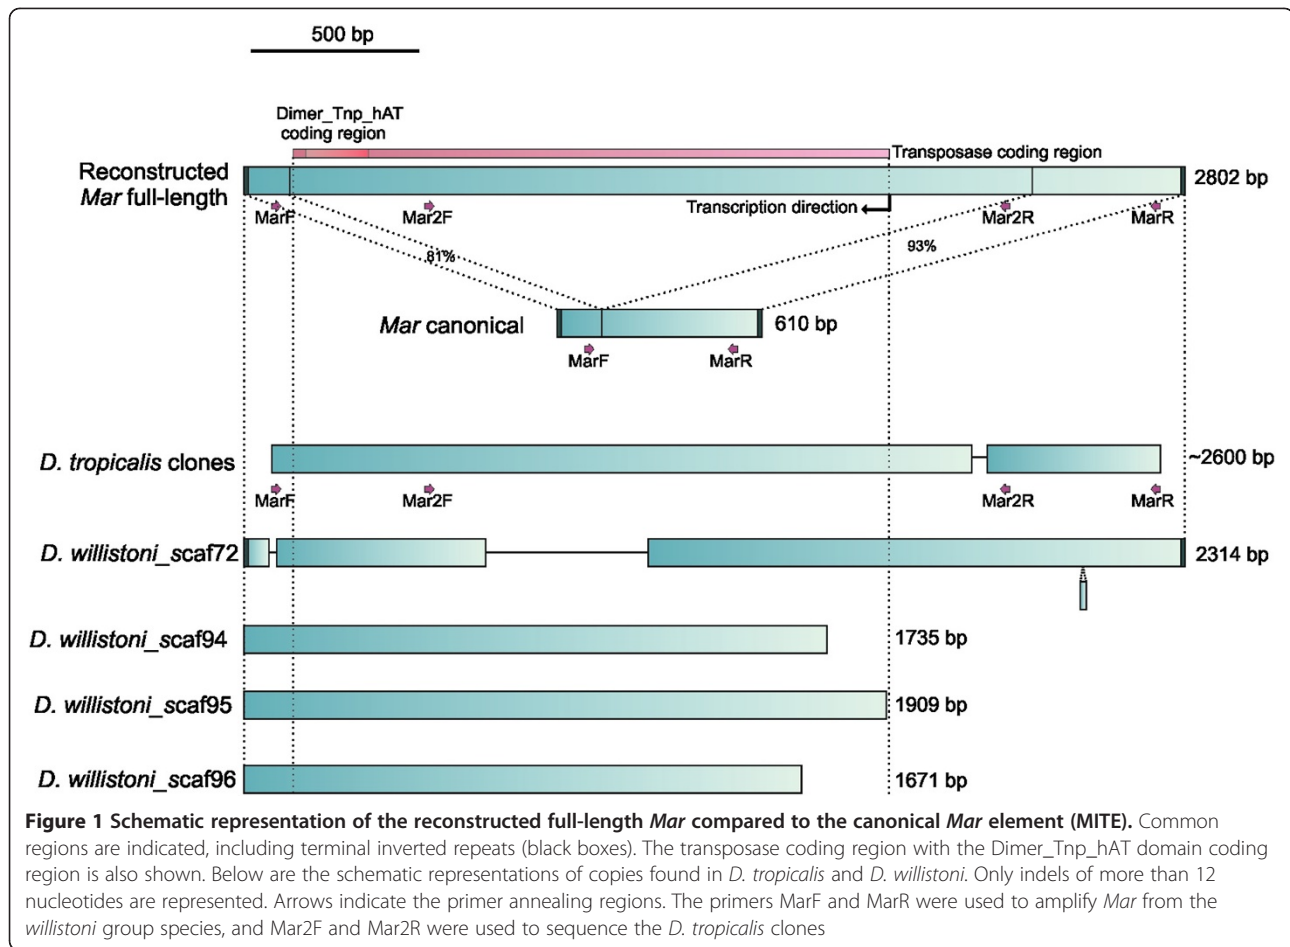 500 bp
Dimer_Tnp_hAT
coding region
Transposase coding region
Reconstructed
Mar full-length
2802 bp
MarF
Mar2F
Transcription direction
Mar2R
MarR
81%
93%
Mar canonical
610 bp
MarF
MarR
D. tropicalis clones
~2600 bp
MarF
Mar2F
Mar2R
MarR
D. willistoni_scaf72
2314 bp
D. willistoni_scaf94
1735 bp
D. willistoni_scaf95
1909 bp
D. willistoni_scaf96
1671 bp
Figure 1 Schematic representation of the reconstructed full-length Mar compared to the canonical Mar element (MITE). Common
regions are indicated, including terminal inverted repeats (black boxes). The transposase coding region with the Dimer_Tnp_hAT domain coding
region is also shown. Below are the schematic representations of copies found in D. tropicalis and D. willistoni. Only indels of more than 12
nucleotides are represented. Arrows indicate the primer annealing regions. The primers MarF and MarR were used to amplify Mar from the
willistoni group species, and Mar2F and Mar2R were used to sequence the D. tropicalis clones